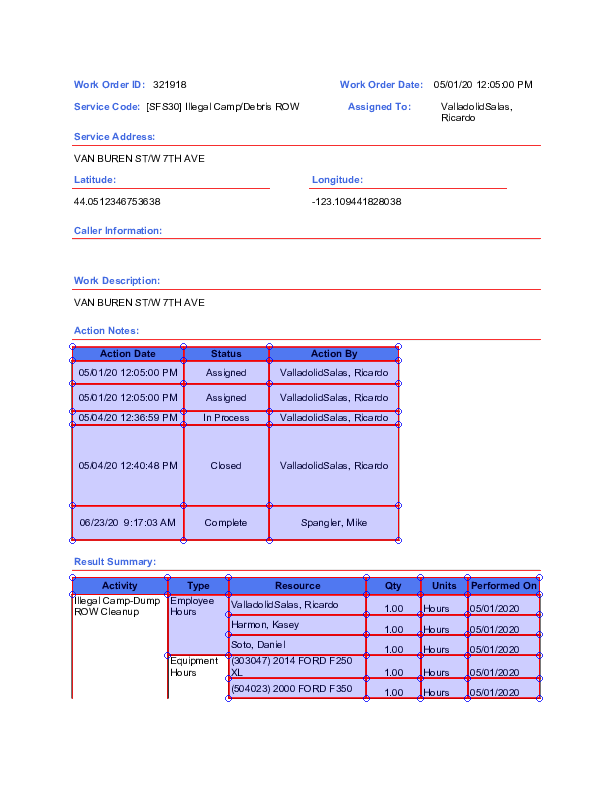 Work Order ID: 321918 Work Order Date: 05/01/20 12:05:00 PM
Service Code: [SFS30] Illegal Camp/Debris ROW Assigned To: ValladolidSalas,
Ricardo
Service Address:
VAN BUREN ST/W 7TH AVE
Latitude: Longitude:
44.0512346753638 -123.109441828038
Caller Information:
Work Description:
VAN BUREN ST/W 7TH AVE
Action Notes:
Action Date Status Action By
05/01/20 12:05:00 PM Assigned ValladolidSalas, Ricardo
05/01/20 12:05:00 PM Assigned ValladolidSalas, Ricardo
05/04/20 12:36:59 PM In Process ValladolidSalas, Ricardo
05/04/20 12:40:48 PM Closed ValladolidSalas, Ricardo
06/23/20 9:17:03 AM Complete Spangler, Mike
Result Summary:
Activity Type Resource Qty Units Performed On
Illegal Camp-Dump Employee ValladolidSalas, Ricardo 1.00 Hours 05/01/2020
ROW Cleanup Hours
Harmon, Kasey 1.00 Hours 05/01/2020
Soto, Daniel 1.00 Hours 05/01/2020
Equipment (303047) 2014 FORD F250
Hours XL 1.00 Hours 05/01/2020
(504023) 2000 FORD F350 1.00 Hours 05/01/2020